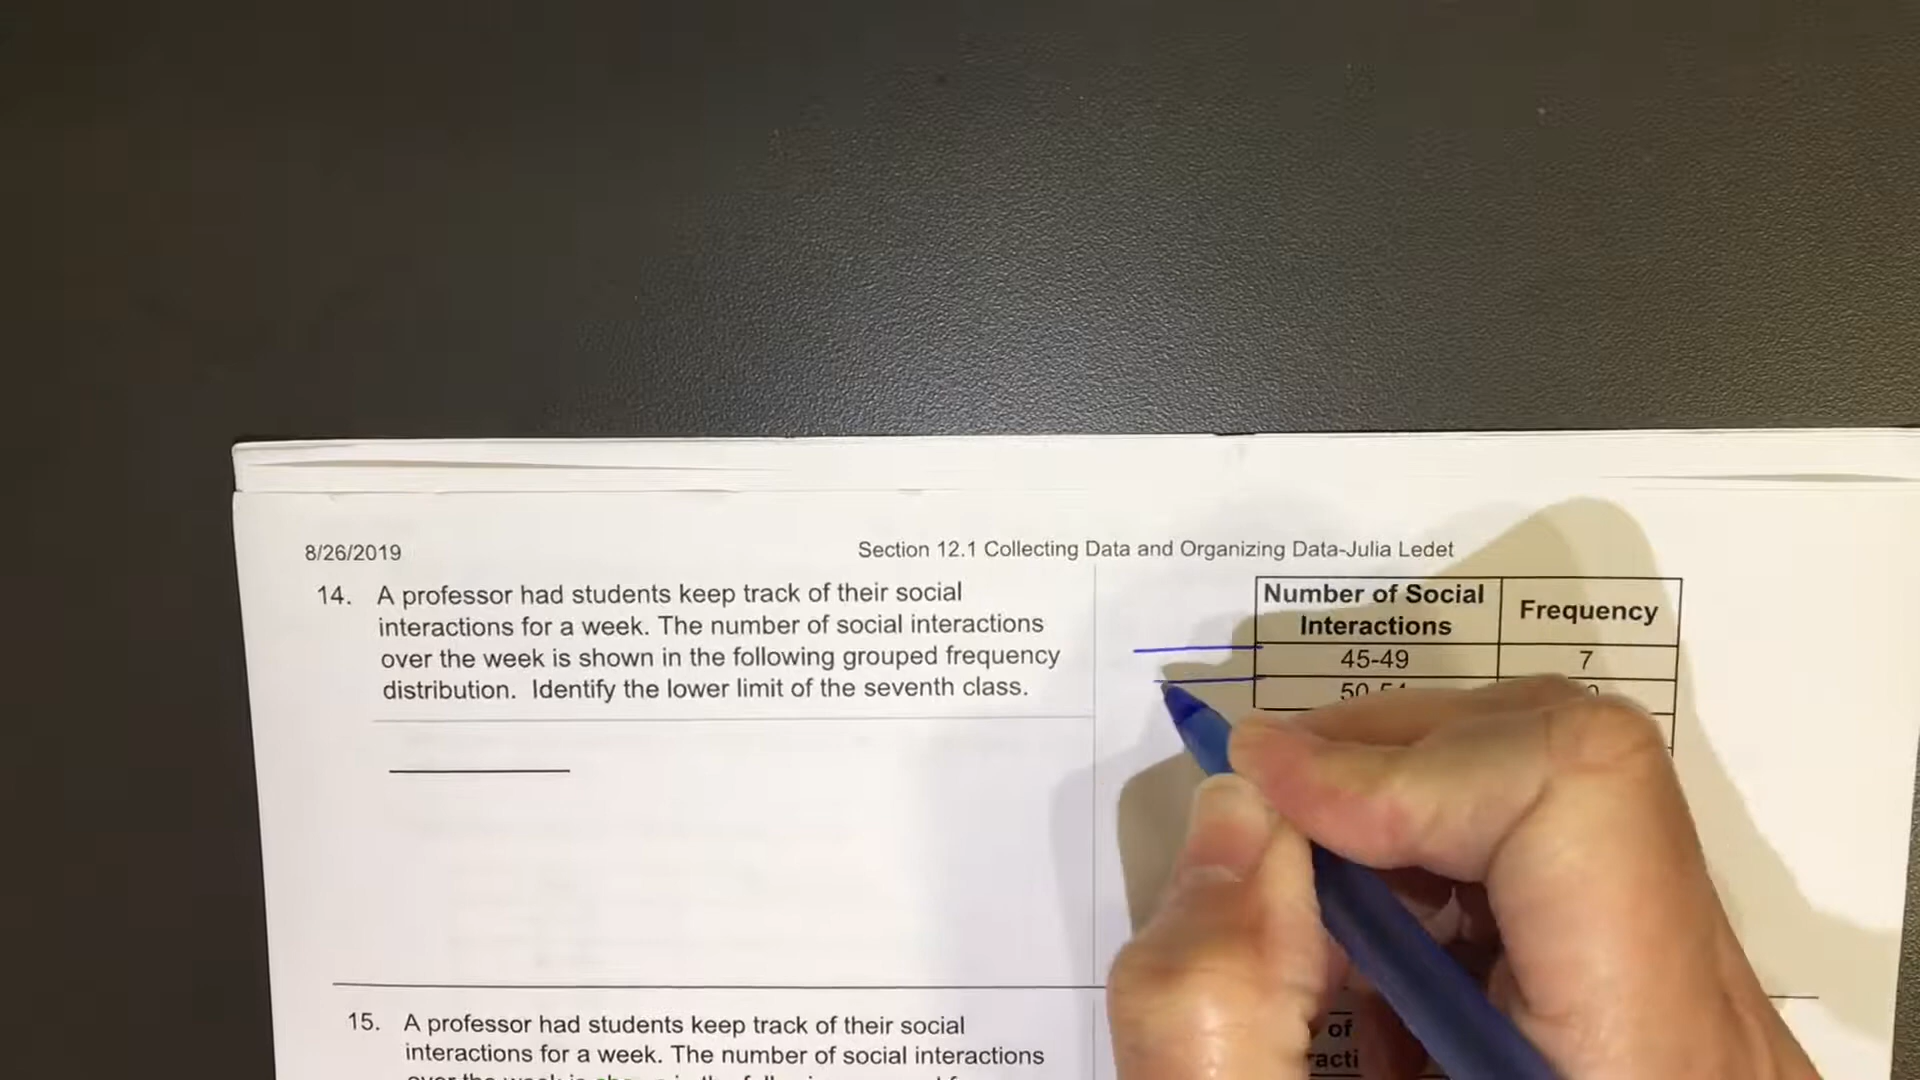 8/26/2019
Section 12.1 Collecting Data and Organizing Data-Julia Ledet
14. A professor had students keep track of their social
interactions for a week. The number of social interactions
over the week is shown in the following grouped frequency
distribution. Identify the lower limit of the seventh class.
Number of Social
Interactions
Frequency
45-49
7
15. A professor had students keep track of their social
interactions for a week. The number of social interactions
of